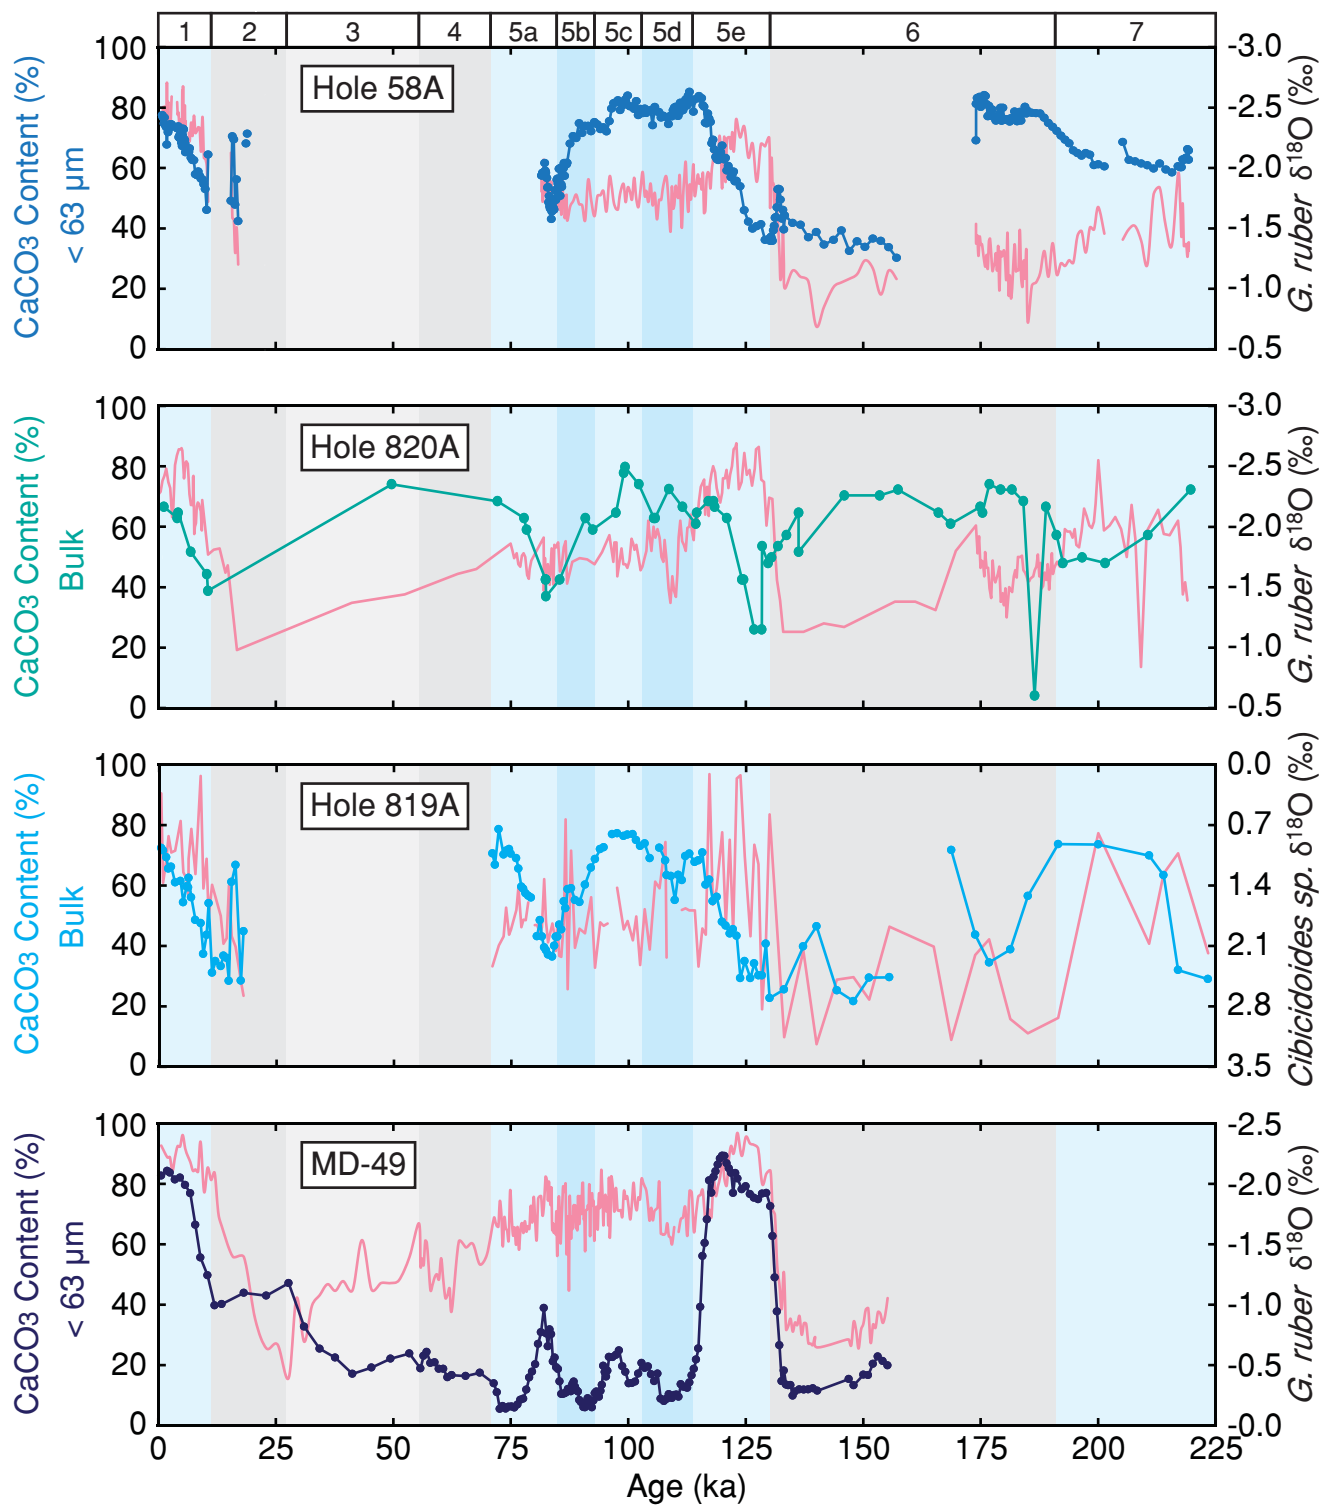 1 2 3 4 5a 5b 5c 5d 5e 6 7
CaCO3 Content (%)
< 63 µm
100
80
60
40
20
0
Hole 58A
-3.0
-2.5
-2.0
-1.5
-1.0
-0.5
G. ruber δ18O (‰)
CaCO3 Content (%)
Bulk
100
80
60
40
20
0
Hole 820A
-3.0
-2.5
-2.0
-1.5
-1.0
-0.5
G. ruber δ18O (‰)
CaCO3 Content (%)
Bulk
100
80
60
40
20
0
Hole 819A
0.0
0.7
1.4
2.1
2.8
3.5
Cibicidoides sp. δ18O (‰)
CaCO3 Content (%)
< 63 µm
100
80
60
40
20
0
MD-49
-2.5
-2.0
-1.5
-1.0
-0.5
-0.0
G. ruber δ18O (‰)
0 25 50 75 100 125 150 175 200 225
Age (ka)